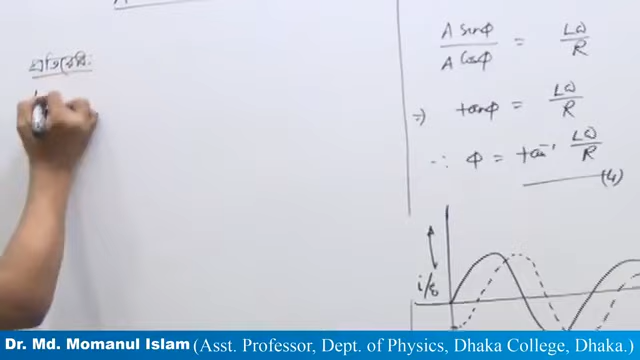 প্রতিরোধ:
A sinφ / A cosφ = Lω / R
⇒ tanφ = Lω / R
∴ φ = tan⁻¹ Lω / R
(4)
i/ε
Dr. Md. Momanul Islam (Asst. Professor, Dept. of Physics, Dhaka College, Dhaka.)